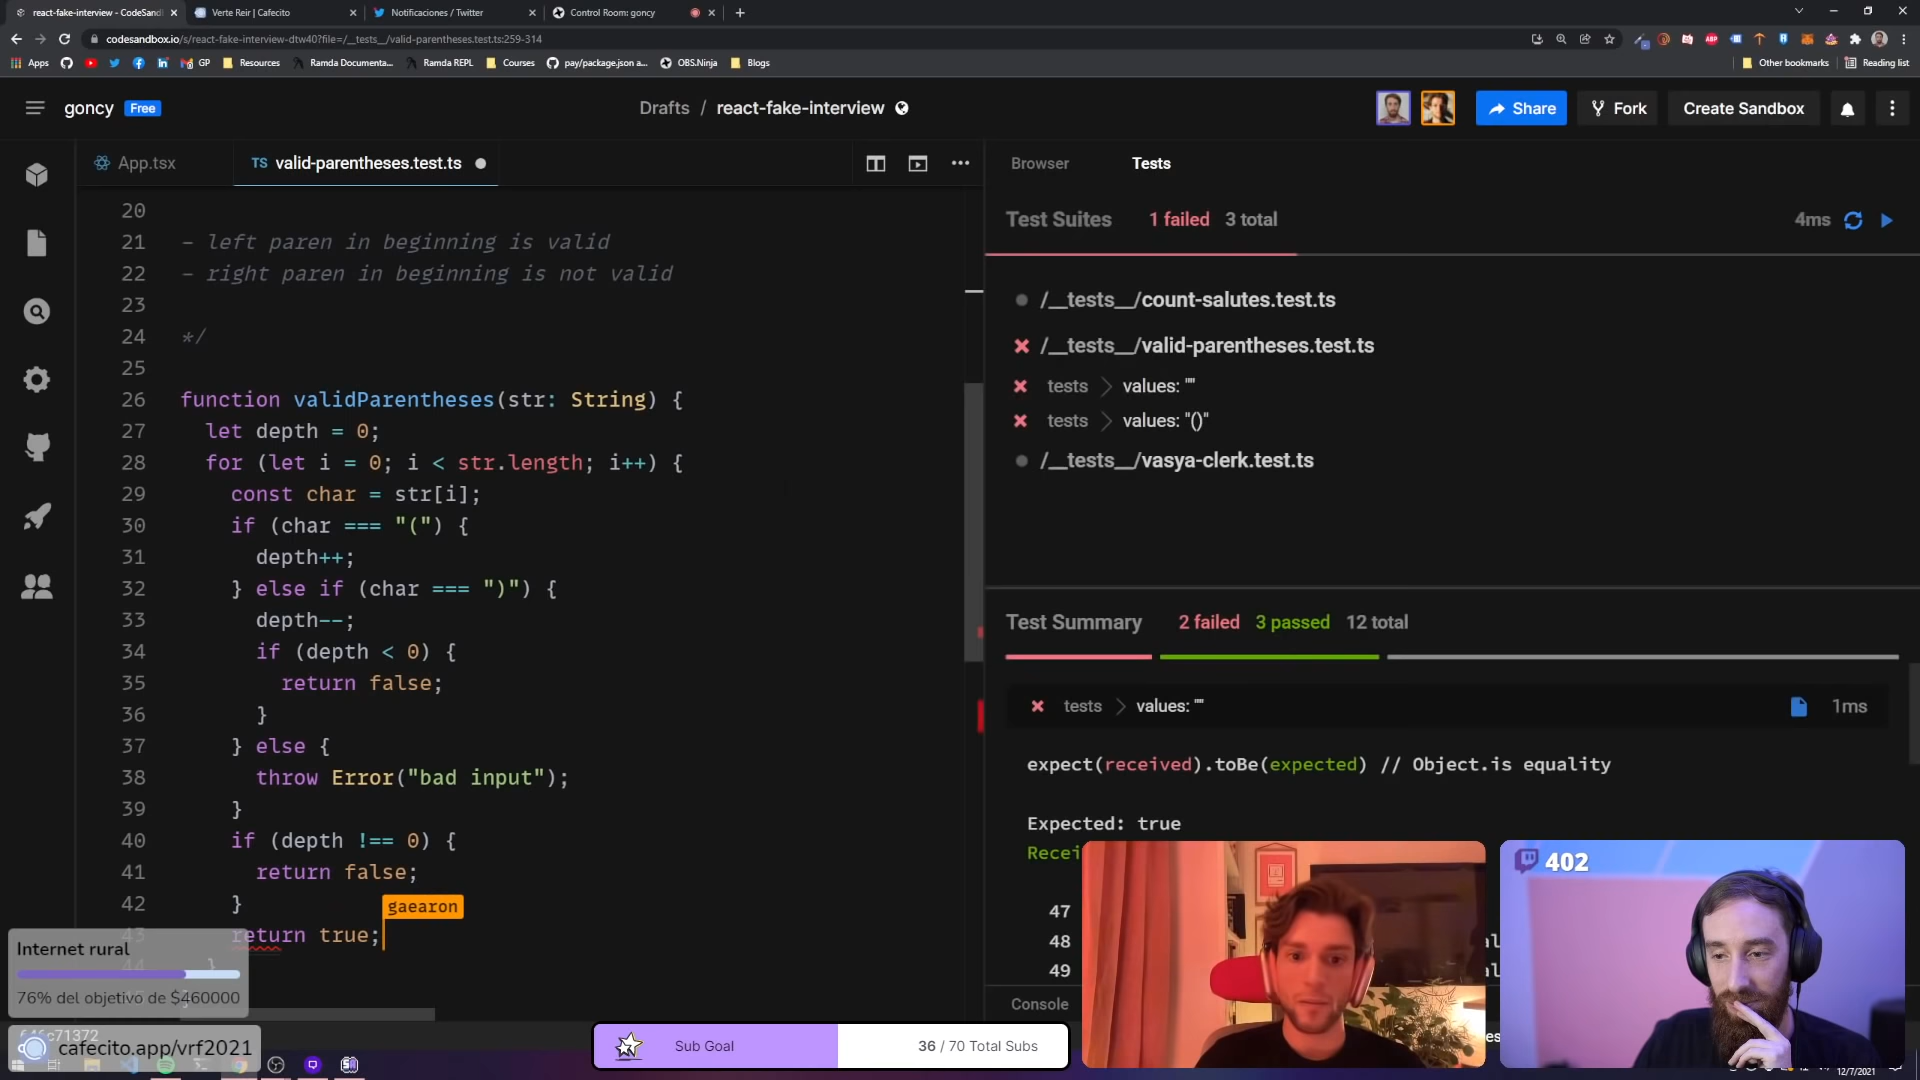 react-fake-interview - CodeSand
Verte Reir | Cafecito
Notificaciones / Twitter
Control Room: goncy
codesandbox.io/s/react-fake-interview-dtw40?file=/__tests__/valid-parentheses.test.ts:259-314
Apps
GP
Resources
Ramda Documenta...
Ramda REPL
Courses
pay/package.json a...
OBS.Ninja
Blogs
Other bookmarks
Reading list
goncy Free
Drafts / react-fake-interview
Share
Fork
Create Sandbox
App.tsx
TS valid-parentheses.test.ts
20
21 - left paren in beginning is valid
22 - right paren in beginning is not valid
23
24 */
25
26 function validParentheses(str: String) {
27 let depth = 0;
28 for (let i = 0; i < str.length; i++) {
29 const char = str[i];
30 if (char === "(") {
31 depth++;
32 } else if (char === ")") {
33 depth--;
34 if (depth < 0) {
35 return false;
36 }
37 } else {
38 throw Error("bad input");
39 }
40 if (depth !== 0) {
41 return false;
42 }
gaearon
return true;
}
Internet rural
76% del objetivo de $460000
cafecito.app/vrf2021
Browser
Tests
Test Suites 1 failed 3 total 4ms
/__tests__/count-salutes.test.ts
/__tests__/valid-parentheses.test.ts
tests > values: ""
tests > values: "()"
/__tests__/vasya-clerk.test.ts
Test Summary 2 failed 3 passed 12 total
tests > values: "" 1ms
expect(received).toBe(expected) // Object.is equality
Expected: true
Recei
47
48
49
Console
402
Sub Goal 36 / 70 Total Subs
12/7/2021